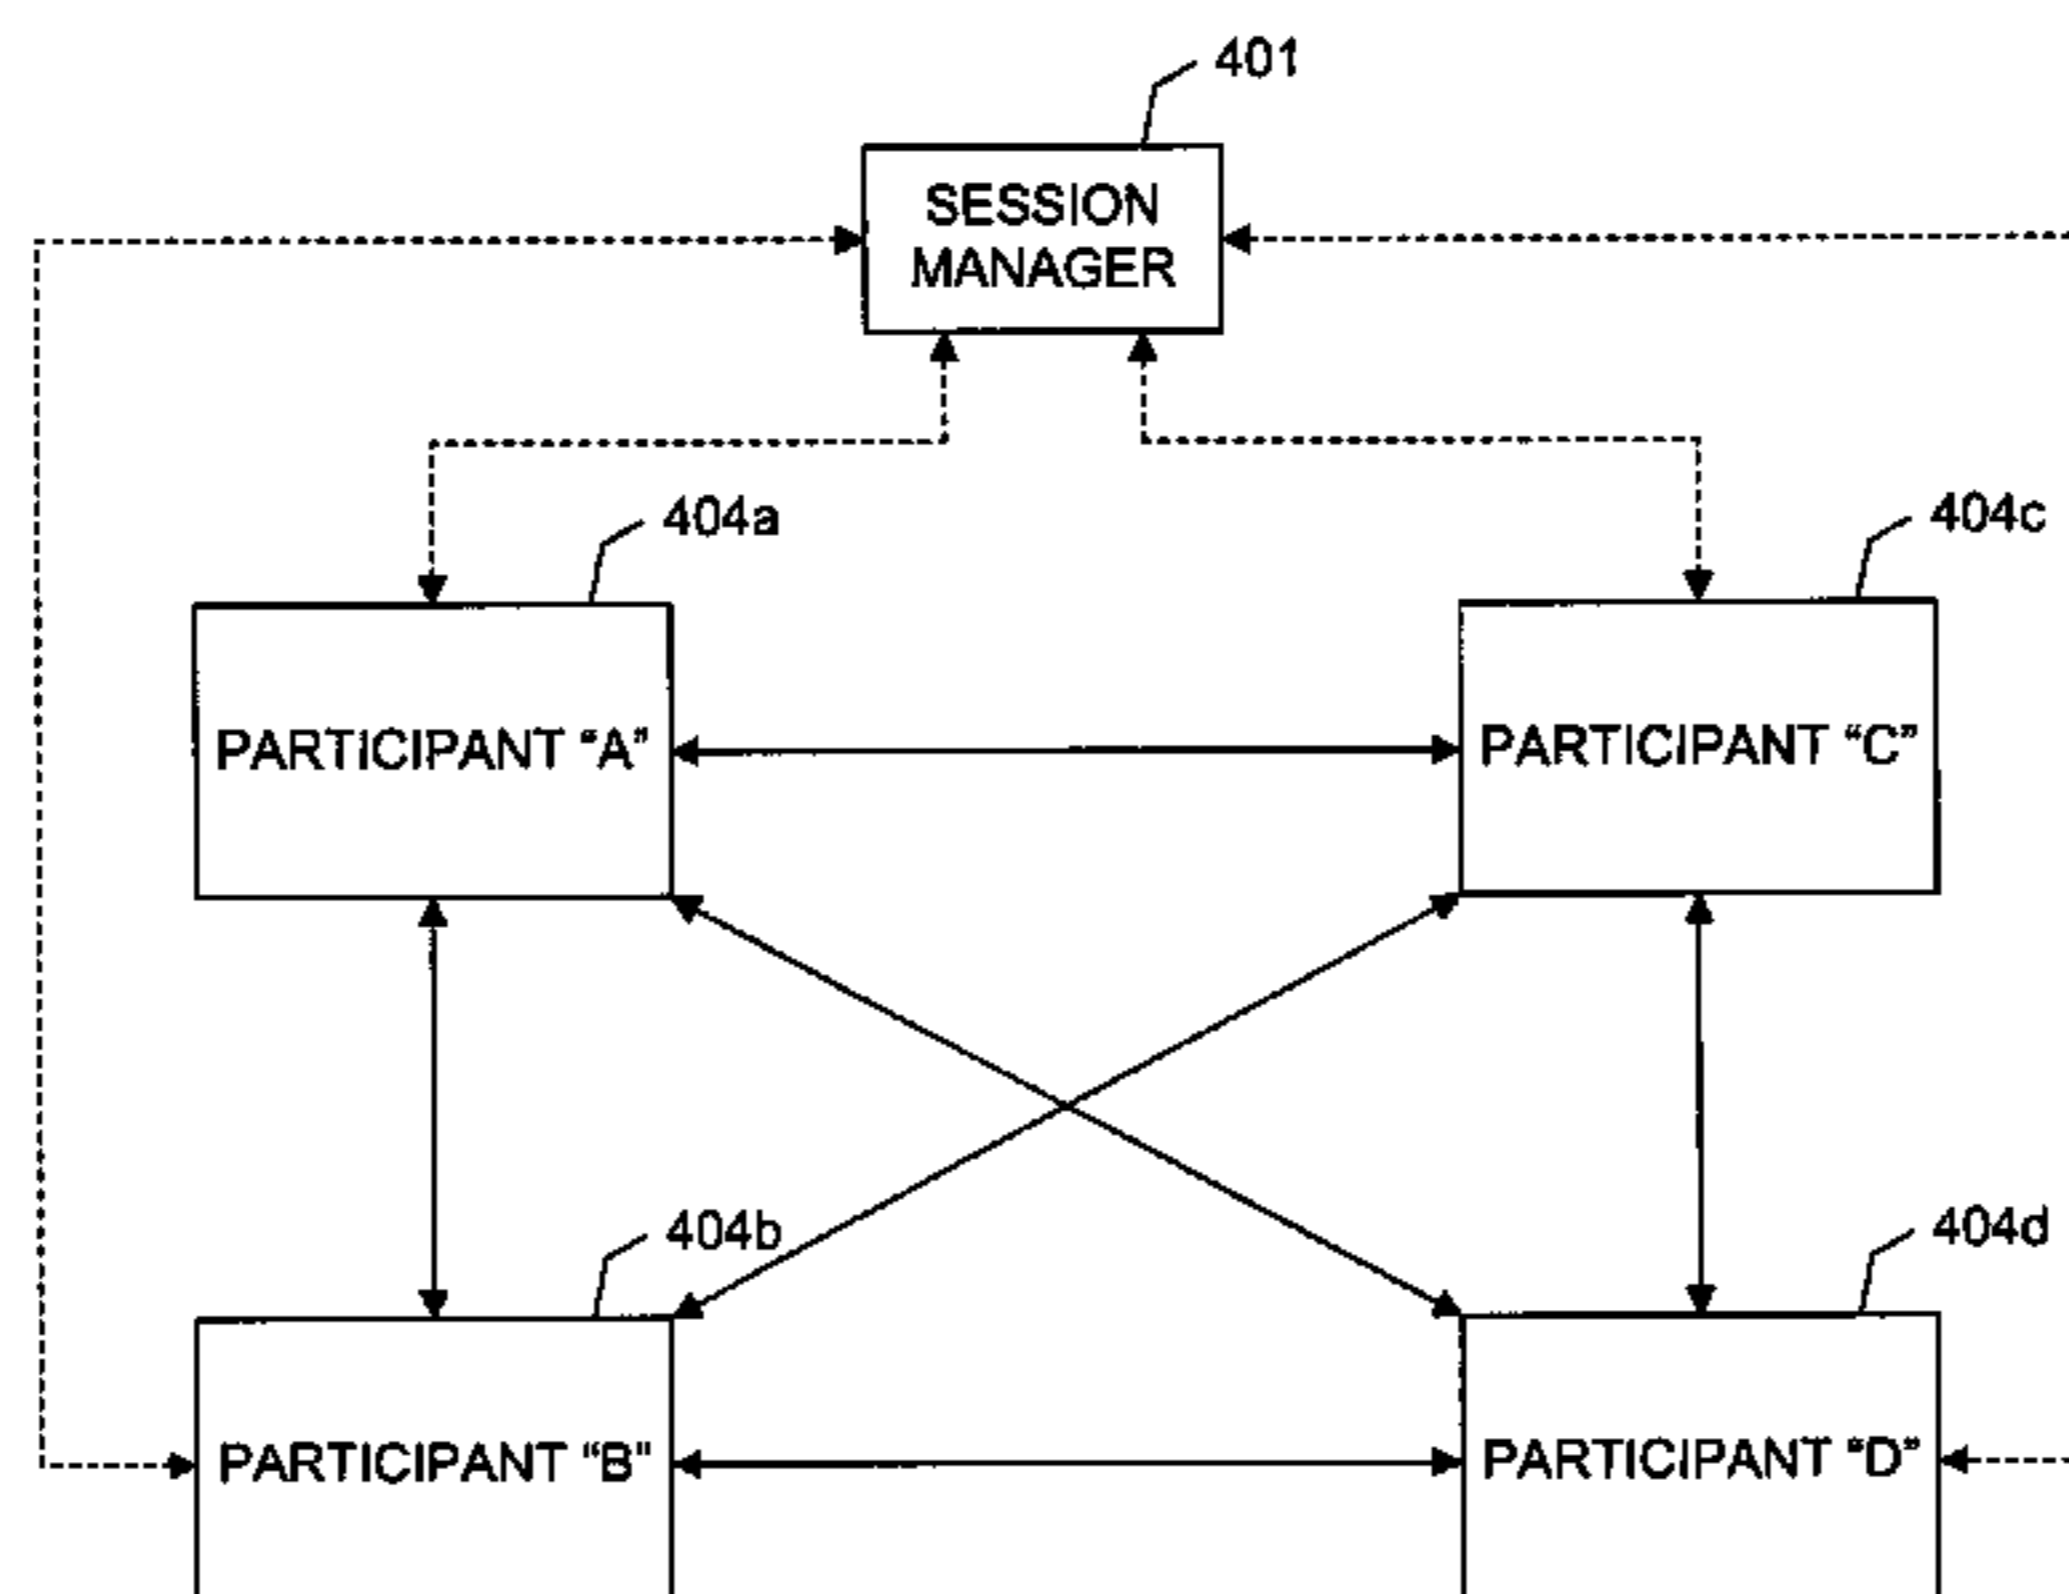 401
SESSION
MANAGER
404a
404c
PARTICIPANT “A”
PARTICIPANT “C”
404b
404d
PARTICIPANT “B”
PARTICIPANT “D”